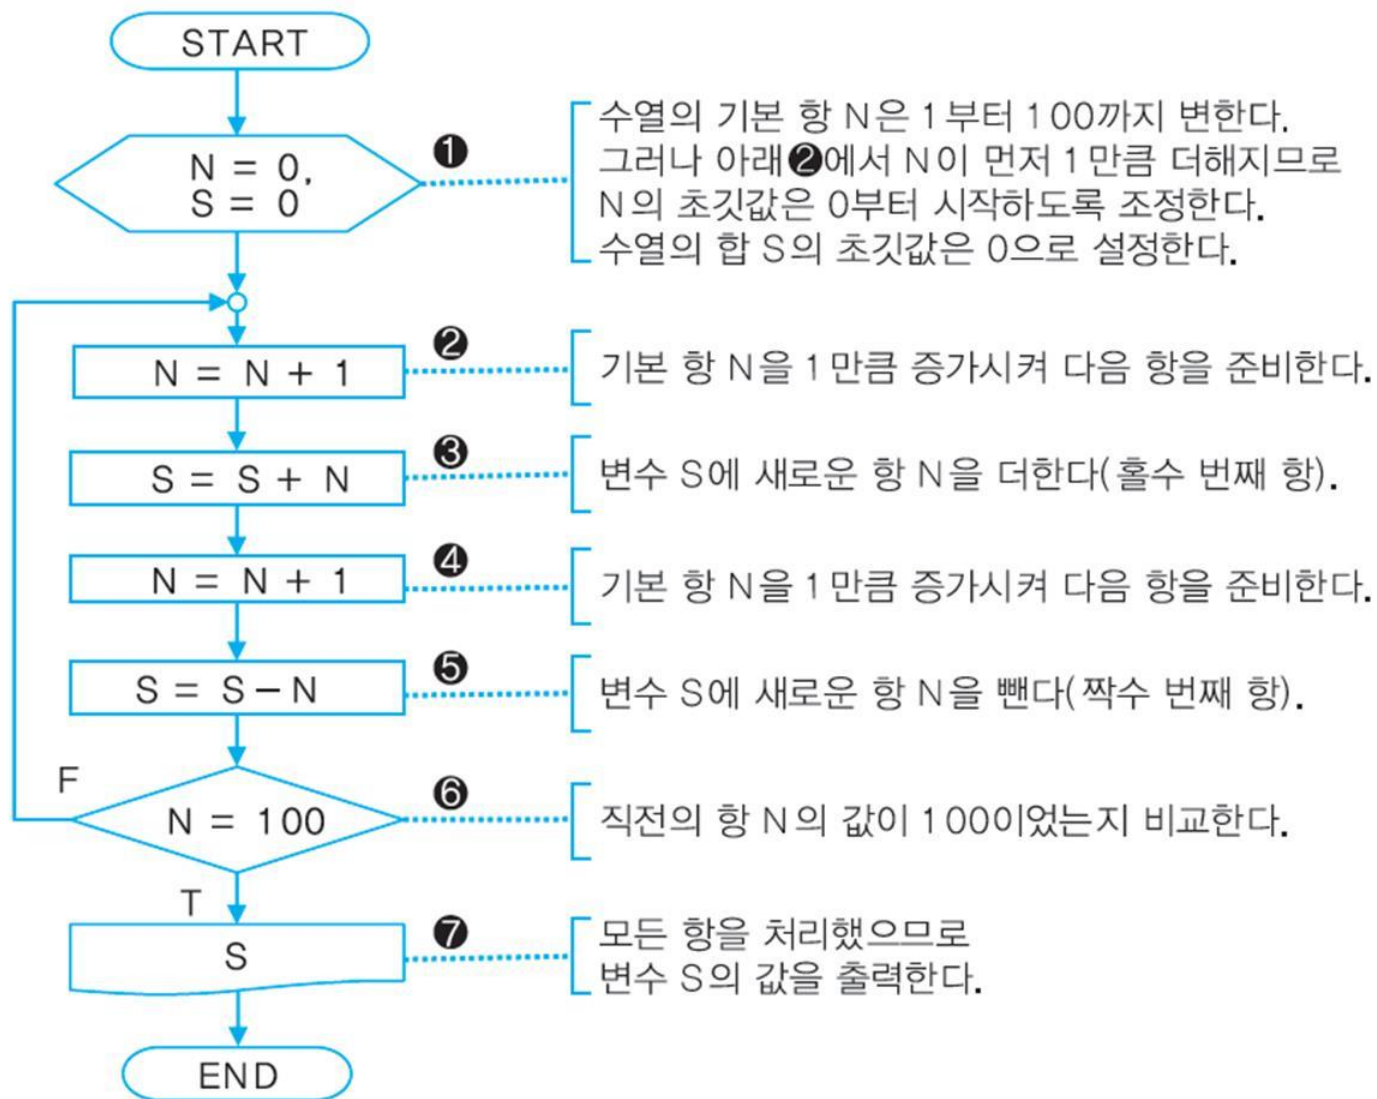 START
N = 0,
S = 0
❶
수열의 기본 항 N은 1부터 100까지 변한다.
그러나 아래❷에서 N이 먼저 1만큼 더해지므로
N의 초깃값은 0부터 시작하도록 조정한다.
수열의 합 S의 초깃값은 0으로 설정한다.
N = N + 1
❷
기본 항 N을 1만큼 증가시켜 다음 항을 준비한다.
S = S + N
❸
변수 S에 새로운 항 N을 더한다(홀수 번째 항).
N = N + 1
❹
기본 항 N을 1만큼 증가시켜 다음 항을 준비한다.
S = S − N
❺
변수 S에 새로운 항 N을 뺀다(짝수 번째 항).
F
N = 100
❻
직전의 항 N의 값이 100이었는지 비교한다.
T
S
❼
모든 항을 처리했으므로
변수 S의 값을 출력한다.
END